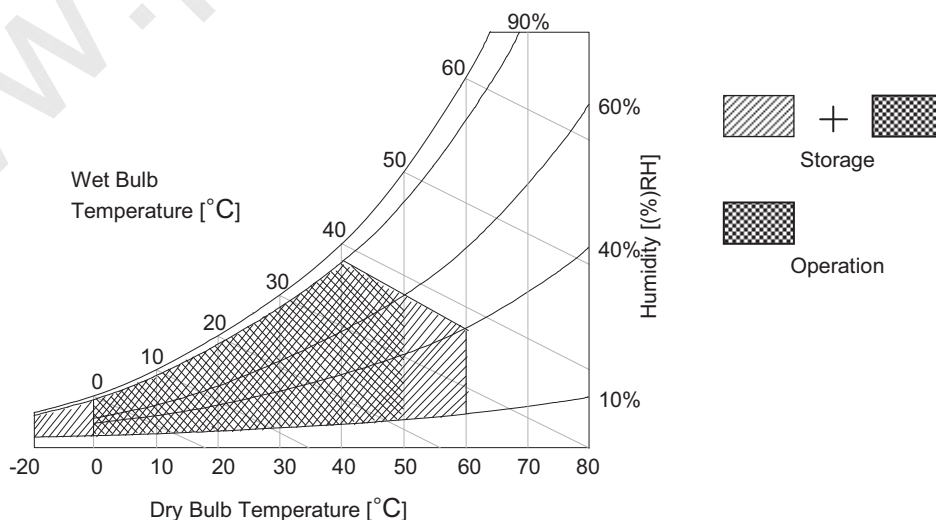 90%
60
60%
50
Wet Bulb
Temperature [°C]
40
40%
30
20
10
0
10%
Humidity [(%)RH]
-20 0 10 20 30 40 50 60 70 80
Dry Bulb Temperature [°C]
+
Storage
Operation